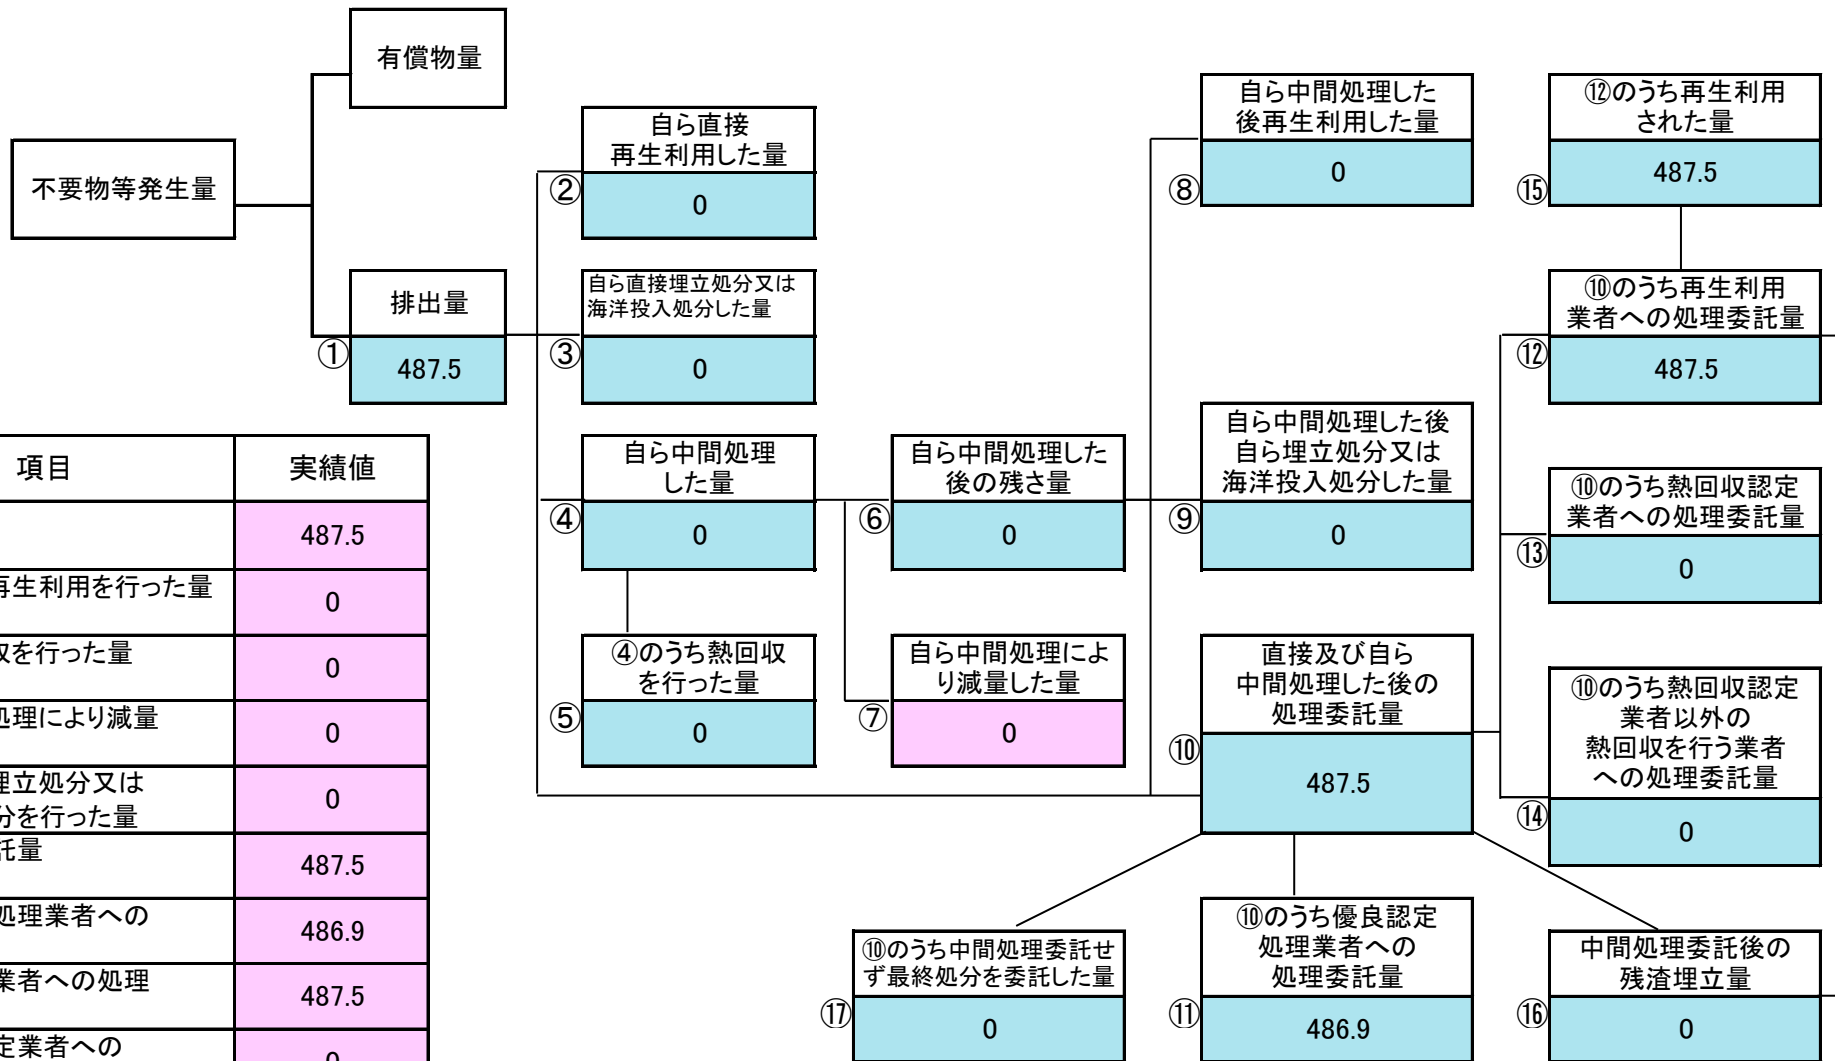 有償物量
不要物等発生量
排出量
①
487.5
自ら直接
再生利用した量
②
0
自ら直接埋立処分又は
海洋投入処分した量
③
0
自ら中間処理
した量
④
0
④のうち熱回収
を行った量
⑤
0
自ら中間処理した
後の残さ量
⑥
0
自ら中間処理によ
り減量した量
⑦
0
自ら中間処理した
後再生利用した量
⑧
0
自ら中間処理した後
自ら埋立処分又は
海洋投入処分した量
⑨
0
直接及び自ら
中間処理した後の
処理委託量
⑩
487.5
⑩のうち優良認定
処理業者への
処理委託量
⑪
486.9
⑩のうち再生利用
業者への処理委託量
⑫
487.5
⑩のうち熱回収認定
業者への処理委託量
⑬
0
⑩のうち熱回収認定
業者以外の
熱回収を行う業者
への処理委託量
⑭
0
⑫のうち再生利用
された量
⑮
487.5
中間処理委託後の
残渣埋立量
⑯
0
⑩のうち中間処理委託せ
ず最終処分を委託した量
⑰
0
項目 実績値
487.5
再生利用を行った量 0
を行った量 0
処理により減量 0
埋立処分又は
を行った量 0
託量 487.5
処理業者への 486.9
業者への処理 487.5
定業者への 0